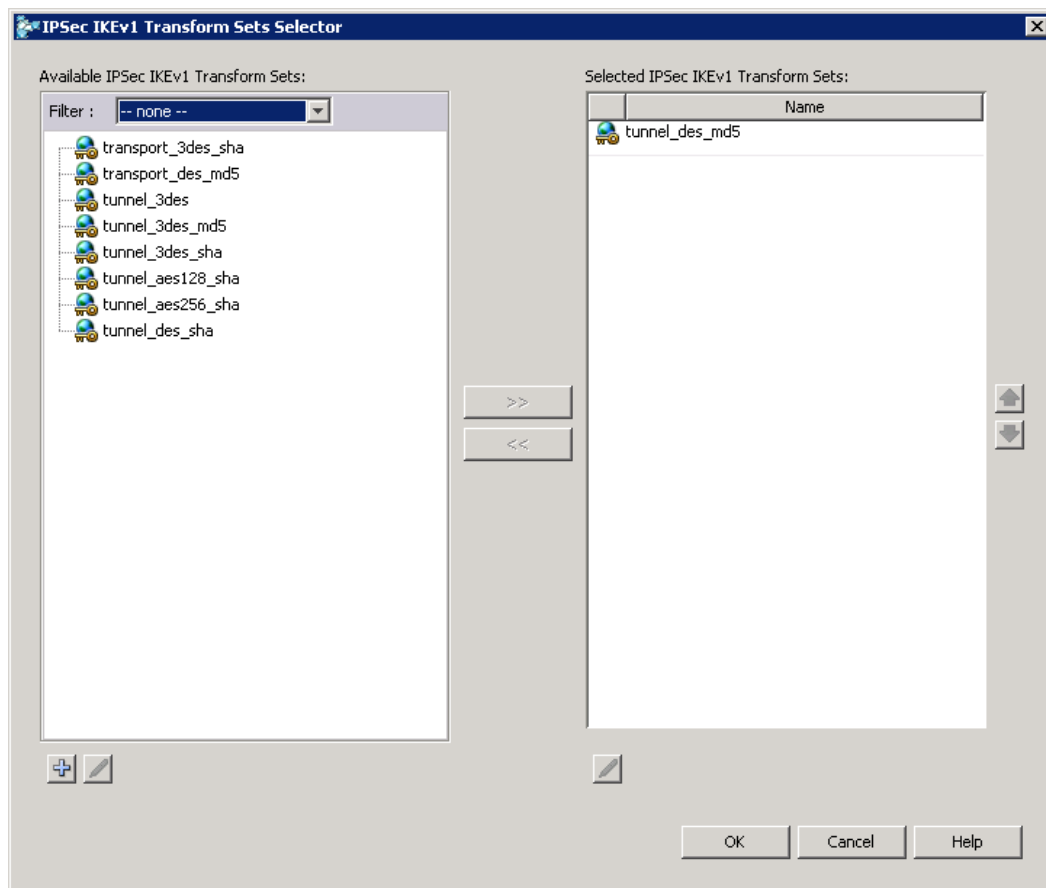 IPSec IKEv1 Transform Sets Selector
Available IPSec IKEv1 Transform Sets:
Filter : -- none --
transport_3des_sha
transport_des_md5
tunnel_3des
tunnel_3des_md5
tunnel_3des_sha
tunnel_aes128_sha
tunnel_aes256_sha
tunnel_des_sha
>>
<<
Selected IPSec IKEv1 Transform Sets:
Name
tunnel_des_md5
OK Cancel Help